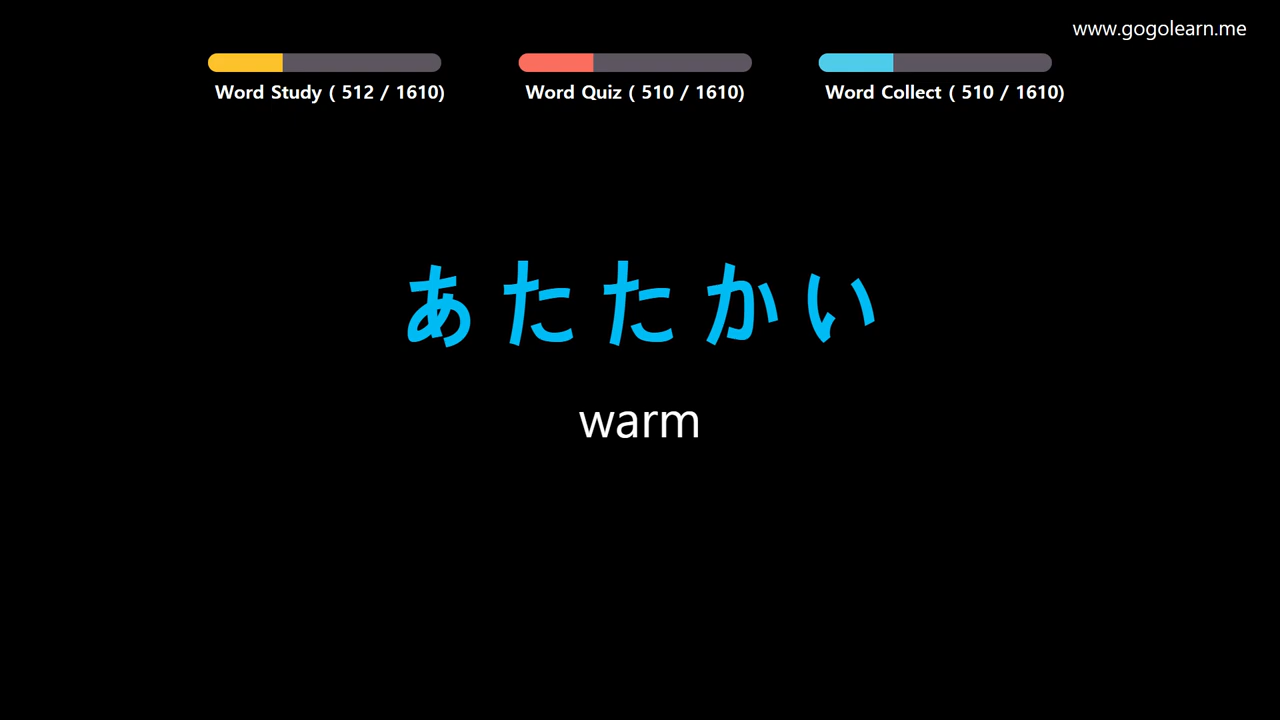 www.gogolearn.me
Word Study ( 512 / 1610)
Word Quiz ( 510 / 1610)
Word Collect ( 510 / 1610)
あたたかい
warm